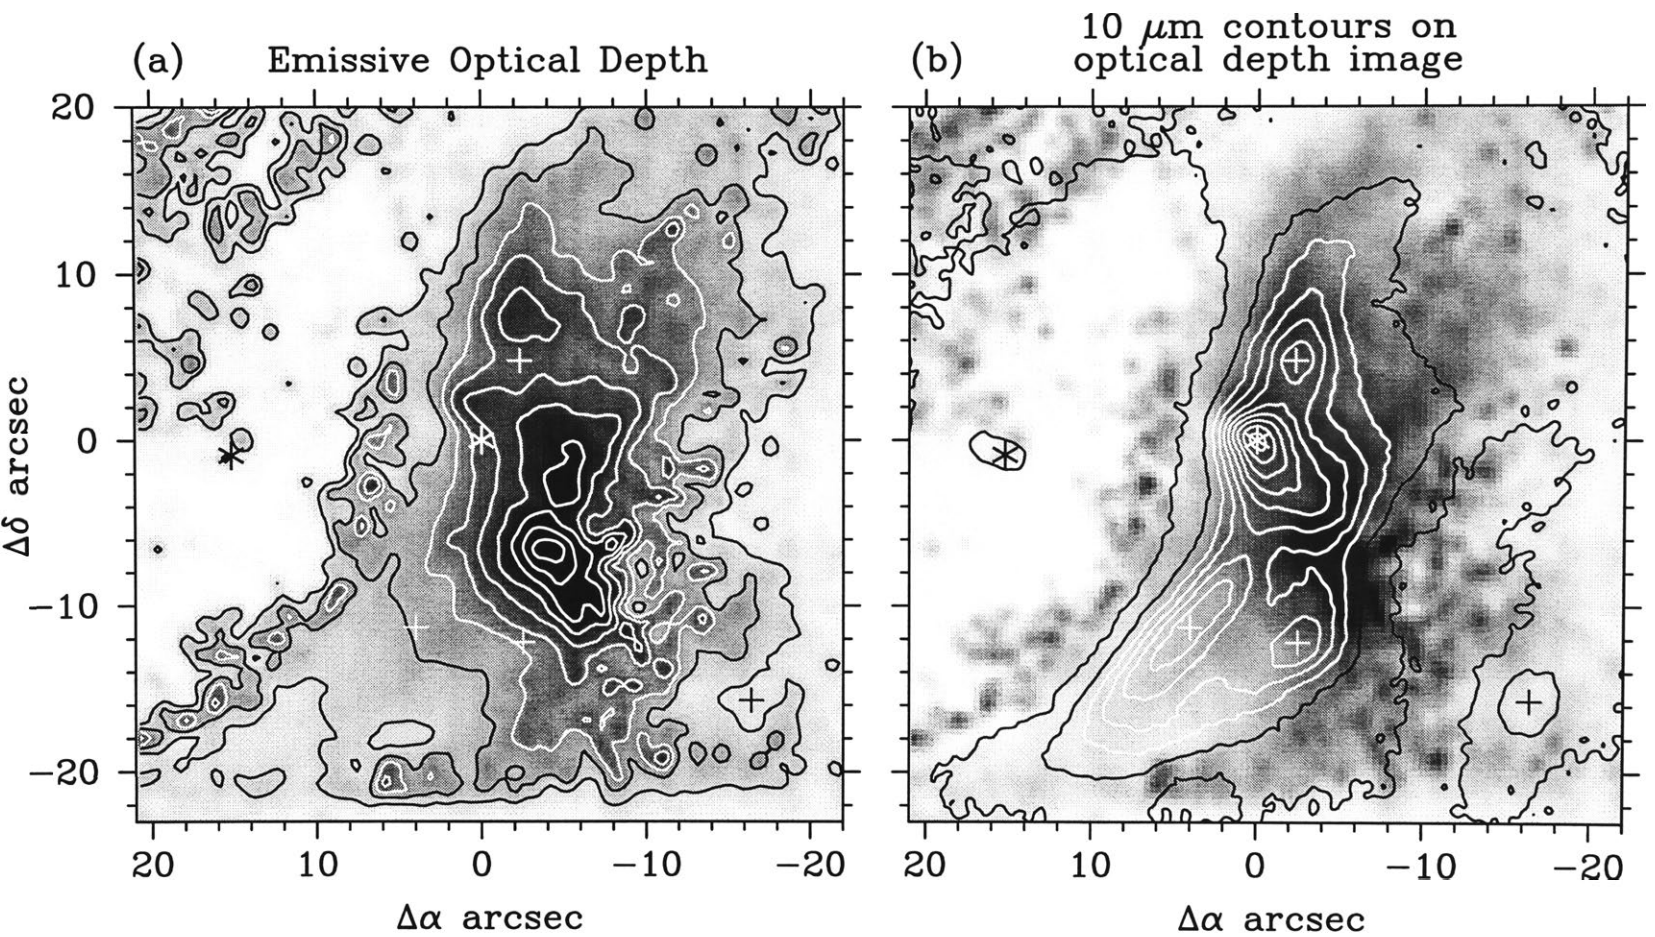 (a) Emissive Optical Depth
(b) 10 μm contours on
optical depth image
20
10
0
−10
−20
Δδ arcsec
20 10 0 −10 −20
20 10 0 −10 −20
Δα arcsec
Δα arcsec